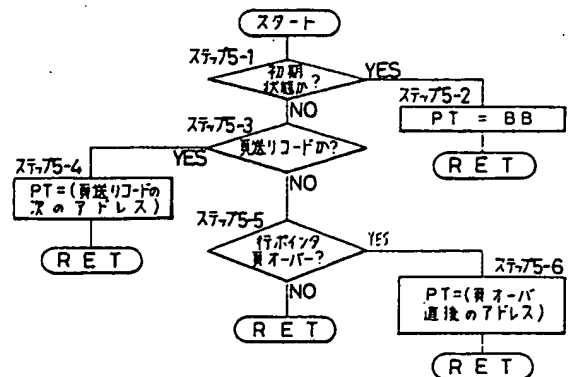 スタート
ステップ5-1
初期
状態か?
YES
NO
ステップ5-2
PT = BB
RET
ステップ5-3
頁送りコードか?
YES
NO
ステップ5-4
PT=(頁送りコードの
次のアドレス)
RET
ステップ5-5
行ポインタ
頁オーバー?
YES
NO
RET
ステップ5-6
PT=(頁オーバ
直後のアドレス)
RET